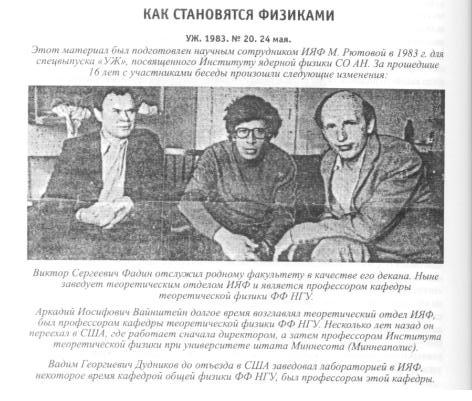 КАК СТАНОВЯТСЯ ФИЗИКАМИ
УЖ. 1983. № 20. 24 мая.
Этот материал был подготовлен научным сотрудником ИЯФ М. Рютовой в 1983 г. для
спецвыпуска «УЖ», посвященного Институту ядерной физики СО АН. За прошедшие
16 лет с участниками беседы произошли следующие изменения:
Виктор Сергеевич Фадин отслужил родному факультету в качестве его декана. Ныне
заведует теоретическим отделом ИЯФ и является профессором кафедры
теоретической физики ФФ НГУ.
Аркадий Иосифович Вайнштейн долгое время возглавлял теоретический отдел ИЯФ,
был профессором кафедры теоретической физики ФФ НГУ. Несколько лет назад он
переехал в США, где работает сначала директором, а затем профессором Института
теоретической физики при университете штата Миннесота (Миннеаполис).
Вадим Георгиевич Дудников до отъезда в США заведовал лабораторией в ИЯФ,
некоторое время кафедрой общей физики ФФ НГУ, был профессором этой кафедры.